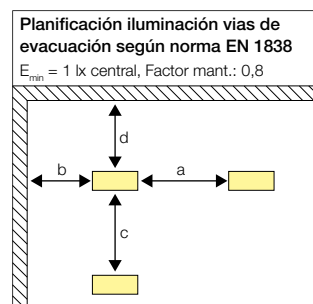 Planificación iluminación vias de
evacuación según norma EN 1838
Emin = 1 lx central, Factor mant.: 0,8
d
b
a
c